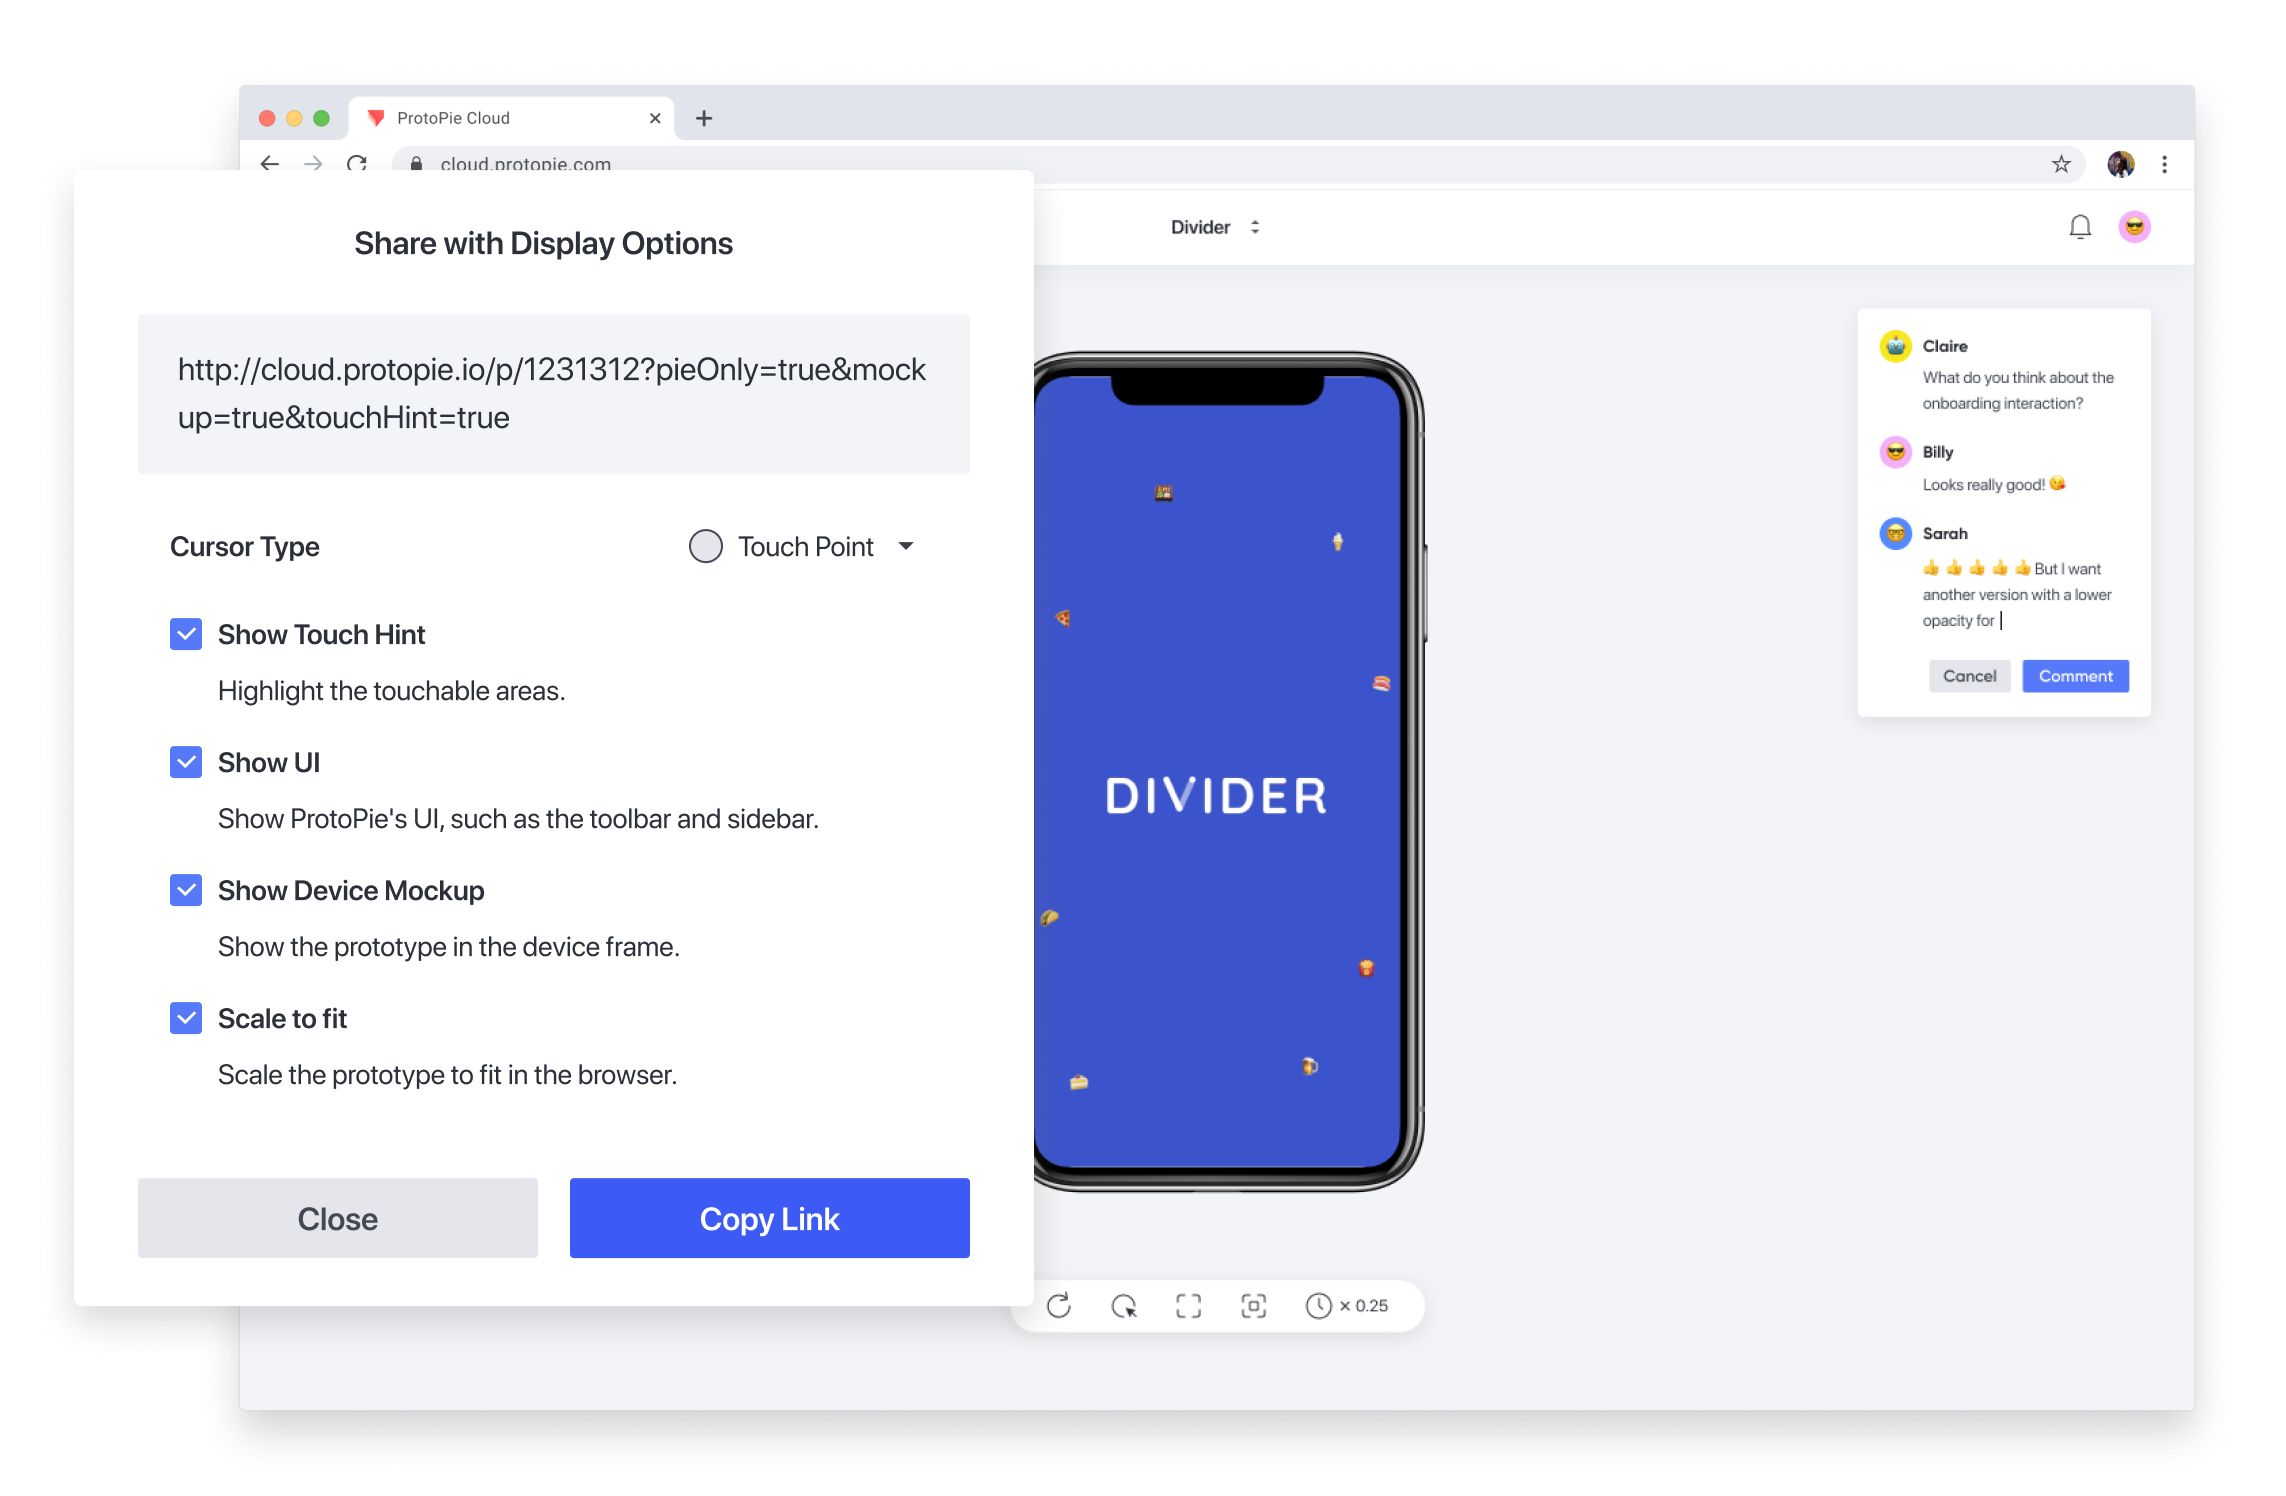 ProtoPie Cloud
cloud.protopie.com
Share with Display Options
http://cloud.protopie.io/p/1231312?pieOnly=true&mock
up=true&touchHint=true
Cursor Type
Touch Point
Show Touch Hint
Highlight the touchable areas.
Show UI
Show ProtoPie's UI, such as the toolbar and sidebar.
Show Device Mockup
Show the prototype in the device frame.
Scale to fit
Scale the prototype to fit in the browser.
Close
Copy Link
Divider
DIVIDER
× 0.25
Claire
What do you think about the
onboarding interaction?
Billy
Looks really good! 😘
Sarah
👍 👍 👍 👍 👍 But I want
another version with a lower
opacity for
Cancel
Comment